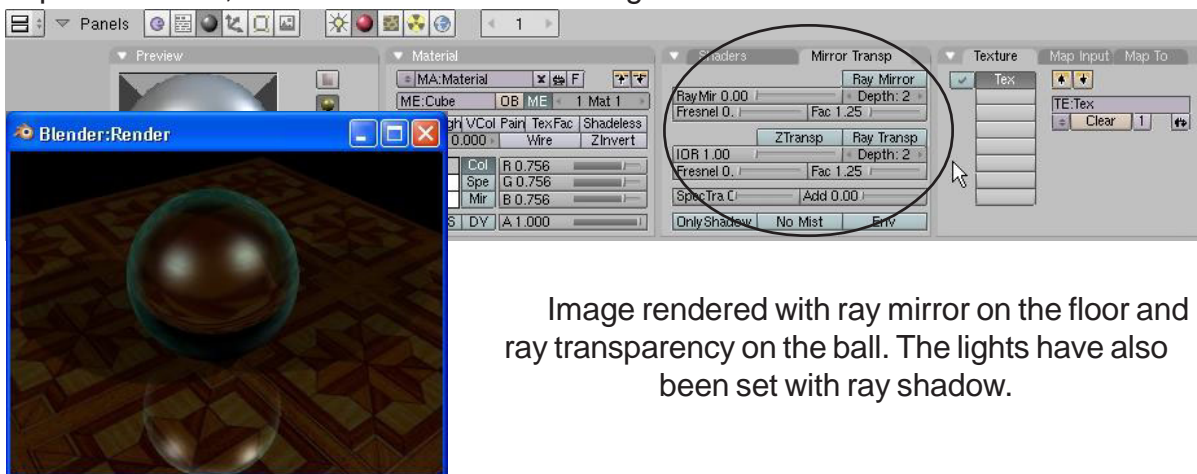 Panels 1
Preview
Material
Shaders Mirror Transp
Texture Map Input Map To
MA:Material X F
ME:Cube OB ME 1 Mat 1
VCol Pain TexFac Shadeless
0.000 Wire ZInvert
Col R 0.756
Spe G 0.756
Mir B 0.756
S DV A 1.000
Ray Mirror
RayMir 0.00 Depth: 2
Fresnel 0. Fac 1.25
ZTransp Ray Transp
IOR 1.00 Depth: 2
Fresnel 0. Fac 1.25
SpecTra 0 Add 0.00
OnlyShadow No Mist Env
Tex
TE:Tex
Clear 1
Blender:Render
Image rendered with ray mirror on the floor and
ray transparency on the ball. The lights have also
been set with ray shadow.